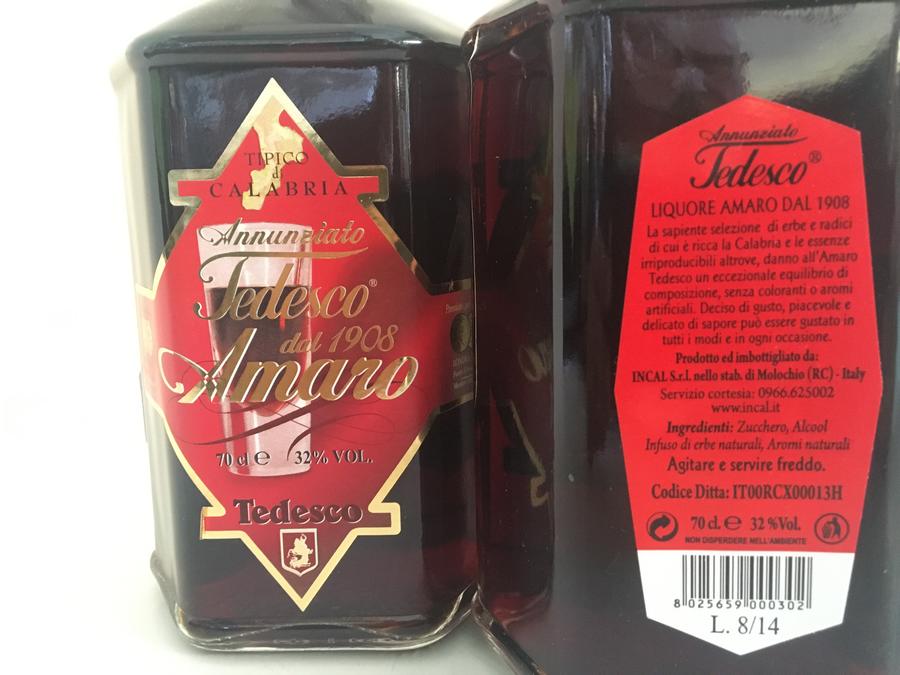 TIPICO
di
CALABRIA
Annunziato
Tedesco®
dal 1908
Amaro
70 cl e 32% VOL.
Tedesco
Annunziato
Tedesco®
LIQUORE AMARO DAL 1908
La sapiente selezione di erbe e radici
di cui è ricca la Calabria e le essenze
irriproducibili altrove, danno all'Amaro
Tedesco un eccezionale equilibrio di
composizione, senza coloranti o aromi
artificiali. Deciso di gusto, piacevole e
delicato di sapore può essere gustato in
tutti i modi e in ogni occasione.
Prodotto ed imbottigliato da:
INCAL S.r.l. nello stab. di Molochio (RC) - Italy
Servizio cortesia: 0966.625002
www.incal.it
Ingredienti: Zucchero, Alcool
Infuso di erbe naturali, Aromi naturali
Agitare e servire freddo.
Codice Ditta: IT00RCX00013H
70 cl. e 32 %Vol.
NON DISPERDERE NELL'AMBIENTE
8 025659 000302
L. 8/14